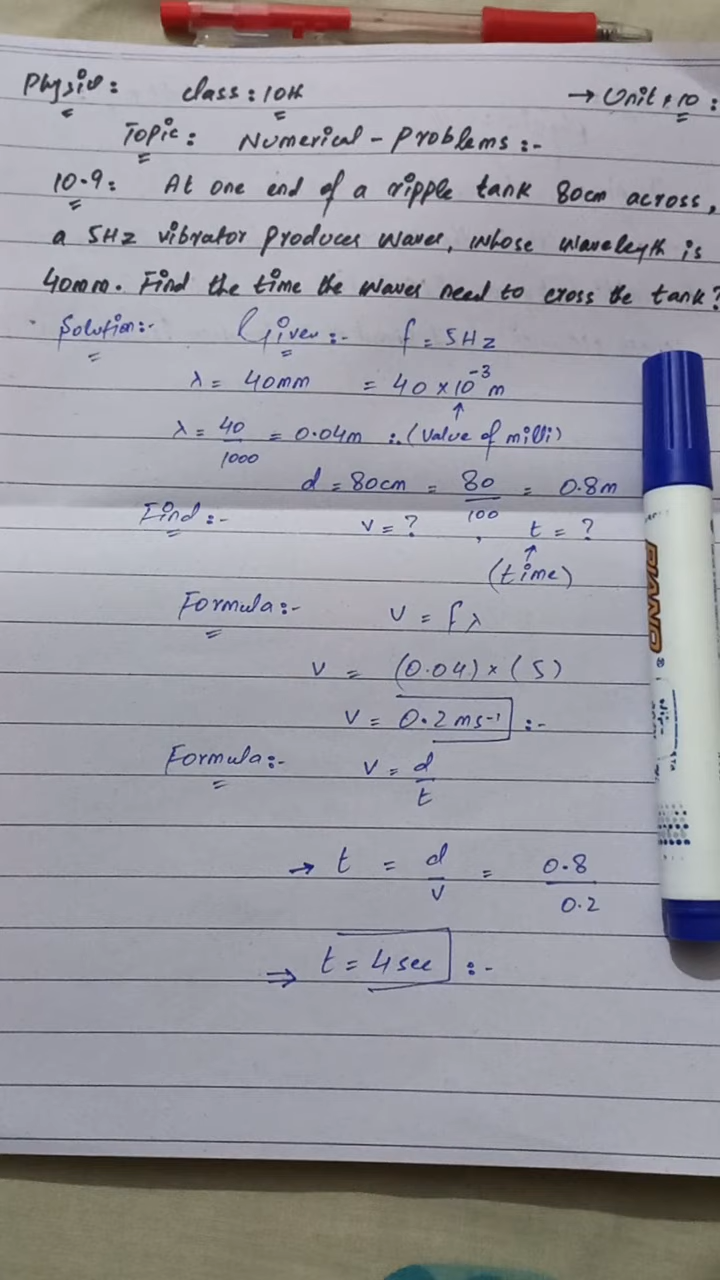 Physics: class: 10th → Unit # 10:
Topic: Numerical - Problems :-
10.9: At one end of a ripple tank 80cm across,
a 5Hz vibrator produces waves, whose wavelength is
40mm. Find the time the waves need to cross the tank?
Solution:- Given :- f = 5Hz
λ = 40mm = 40 × 10⁻³ m
λ = 40/1000 = 0.04m ∴ (value of milli)
d = 80cm = 80/100 = 0.8m
Find :- v = ? , t = ?
(time)
Formula:- v = fλ
v = (0.04) × (5)
v = 0.2 ms⁻¹ :-
Formula:- v = d/t
→ t = d/v = 0.8/0.2
⇒ t = 4 sec :-
PIANO